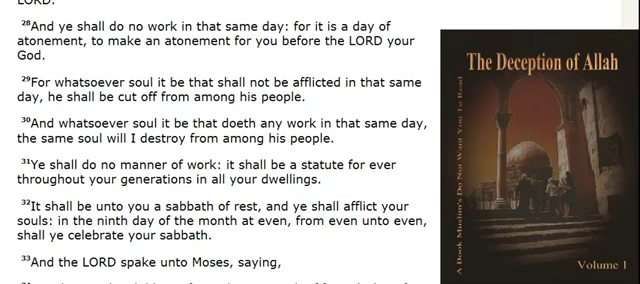 LORD.
28And ye shall do no work in that same day: for it is a day of
atonement, to make an atonement for you before the LORD your
God.
29For whatsoever soul it be that shall not be afflicted in that same
day, he shall be cut off from among his people.
30And whatsoever soul it be that doeth any work in that same day,
the same soul will I destroy from among his people.
31Ye shall do no manner of work: it shall be a statute for ever
throughout your generations in all your dwellings.
32It shall be unto you a sabbath of rest, and ye shall afflict your
souls: in the ninth day of the month at even, from even unto even,
shall ye celebrate your sabbath.
33And the LORD spake unto Moses, saying,
The Deception of Allah
A Book Muslim's Do Not Want You To Read
Volume 1